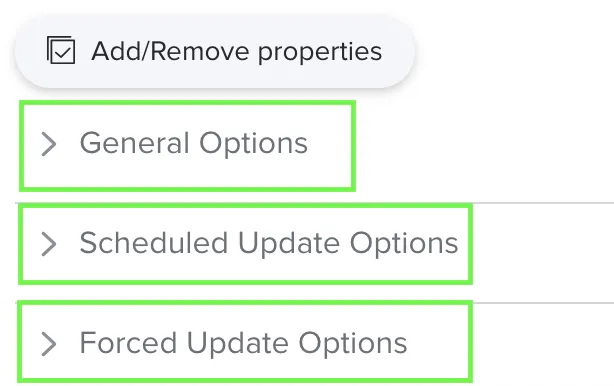 Add/Remove properties
General Options
Scheduled Update Options
Forced Update Options